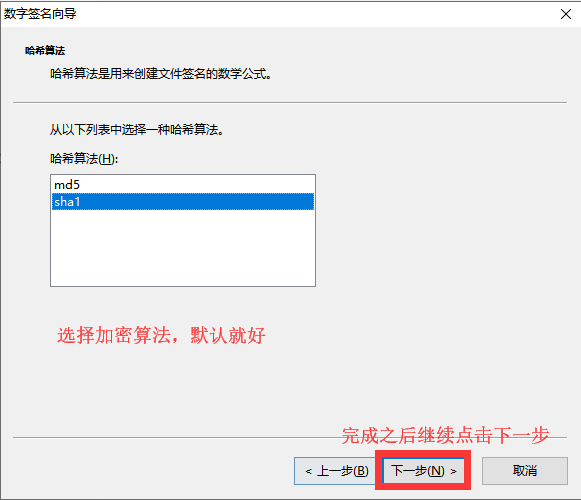 数字签名向导
哈希算法
哈希算法是用来创建文件签名的数学公式。
从以下列表中选择一种哈希算法。
哈希算法(H):
md5
sha1
选择加密算法，默认就好
完成之后继续点击下一步
< 上一步(B)
下一步(N) >
取消